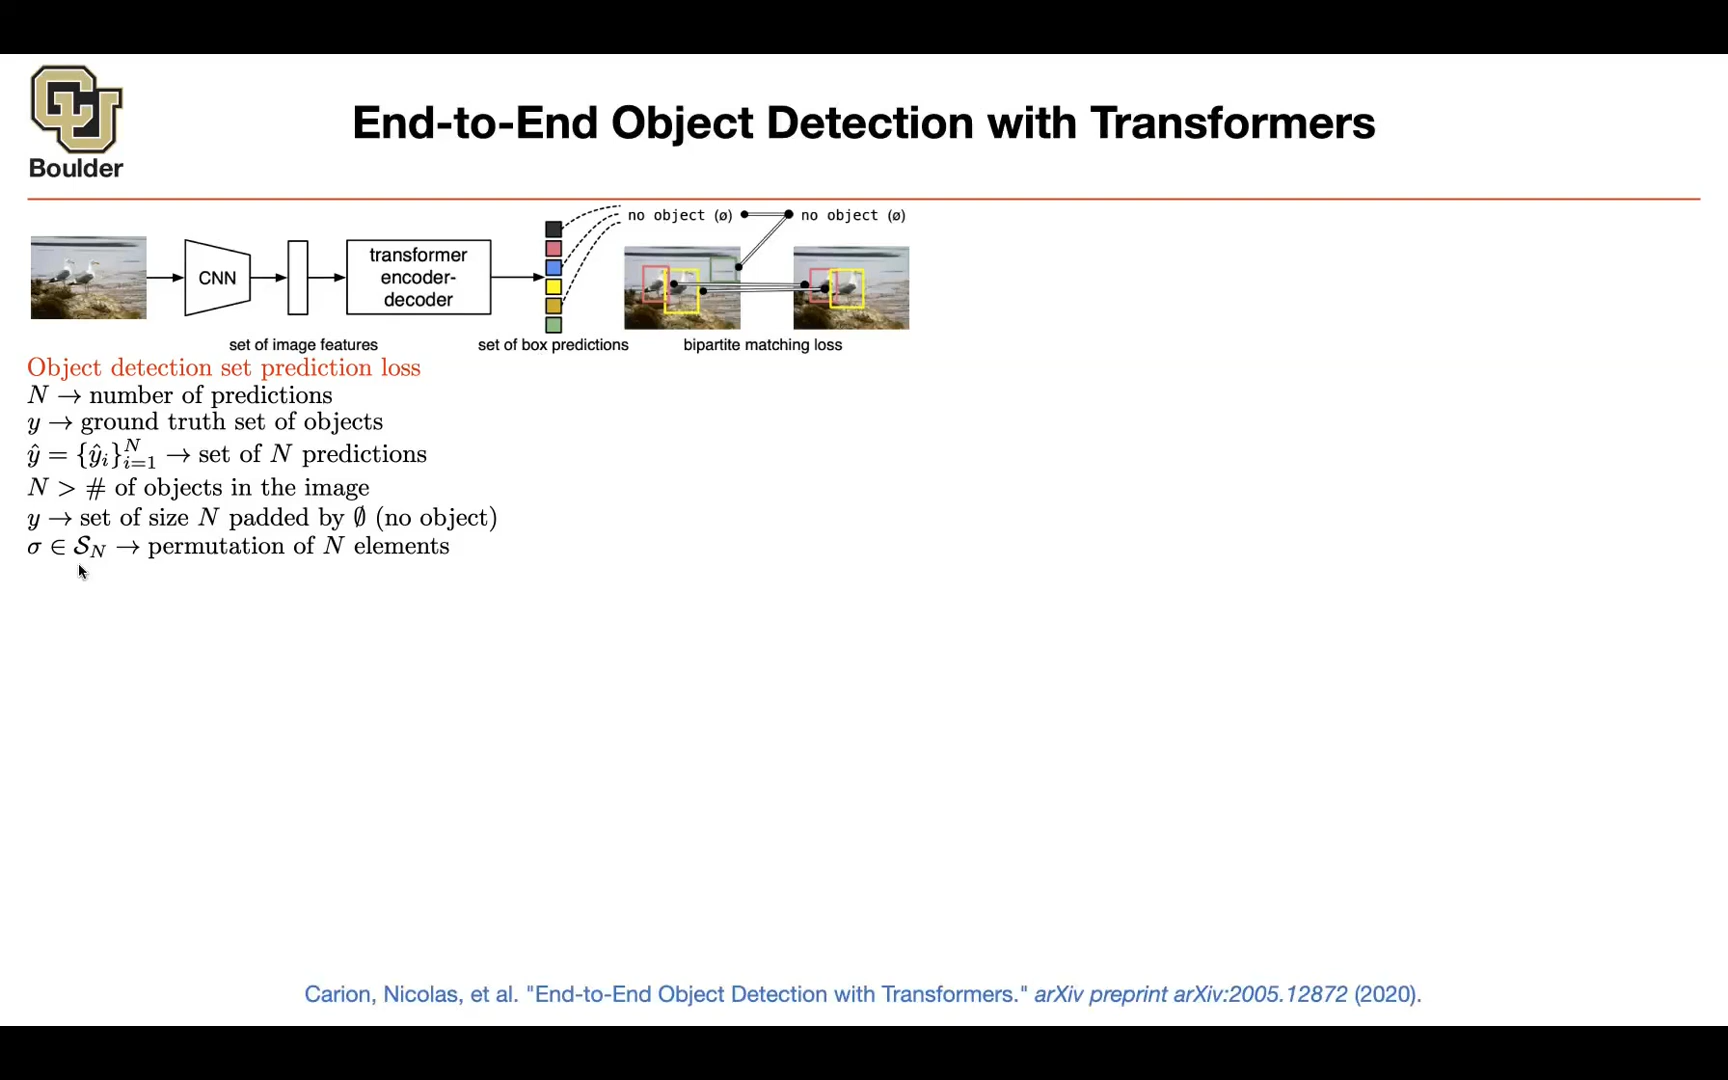 End-to-End Object Detection with Transformers
CU
Boulder
no object (ø)
no object (ø)
CNN
transformer
encoder-
decoder
set of image features
set of box predictions
bipartite matching loss
Object detection set prediction loss
N → number of predictions
y → ground truth set of objects
ŷ = {ŷᵢ}ᵢ₌₁ᴺ → set of N predictions
N > # of objects in the image
y → set of size N padded by ∅ (no object)
σ ∈ 𝒮_N → permutation of N elements
Carion, Nicolas, et al. "End-to-End Object Detection with Transformers." arXiv preprint arXiv:2005.12872 (2020).